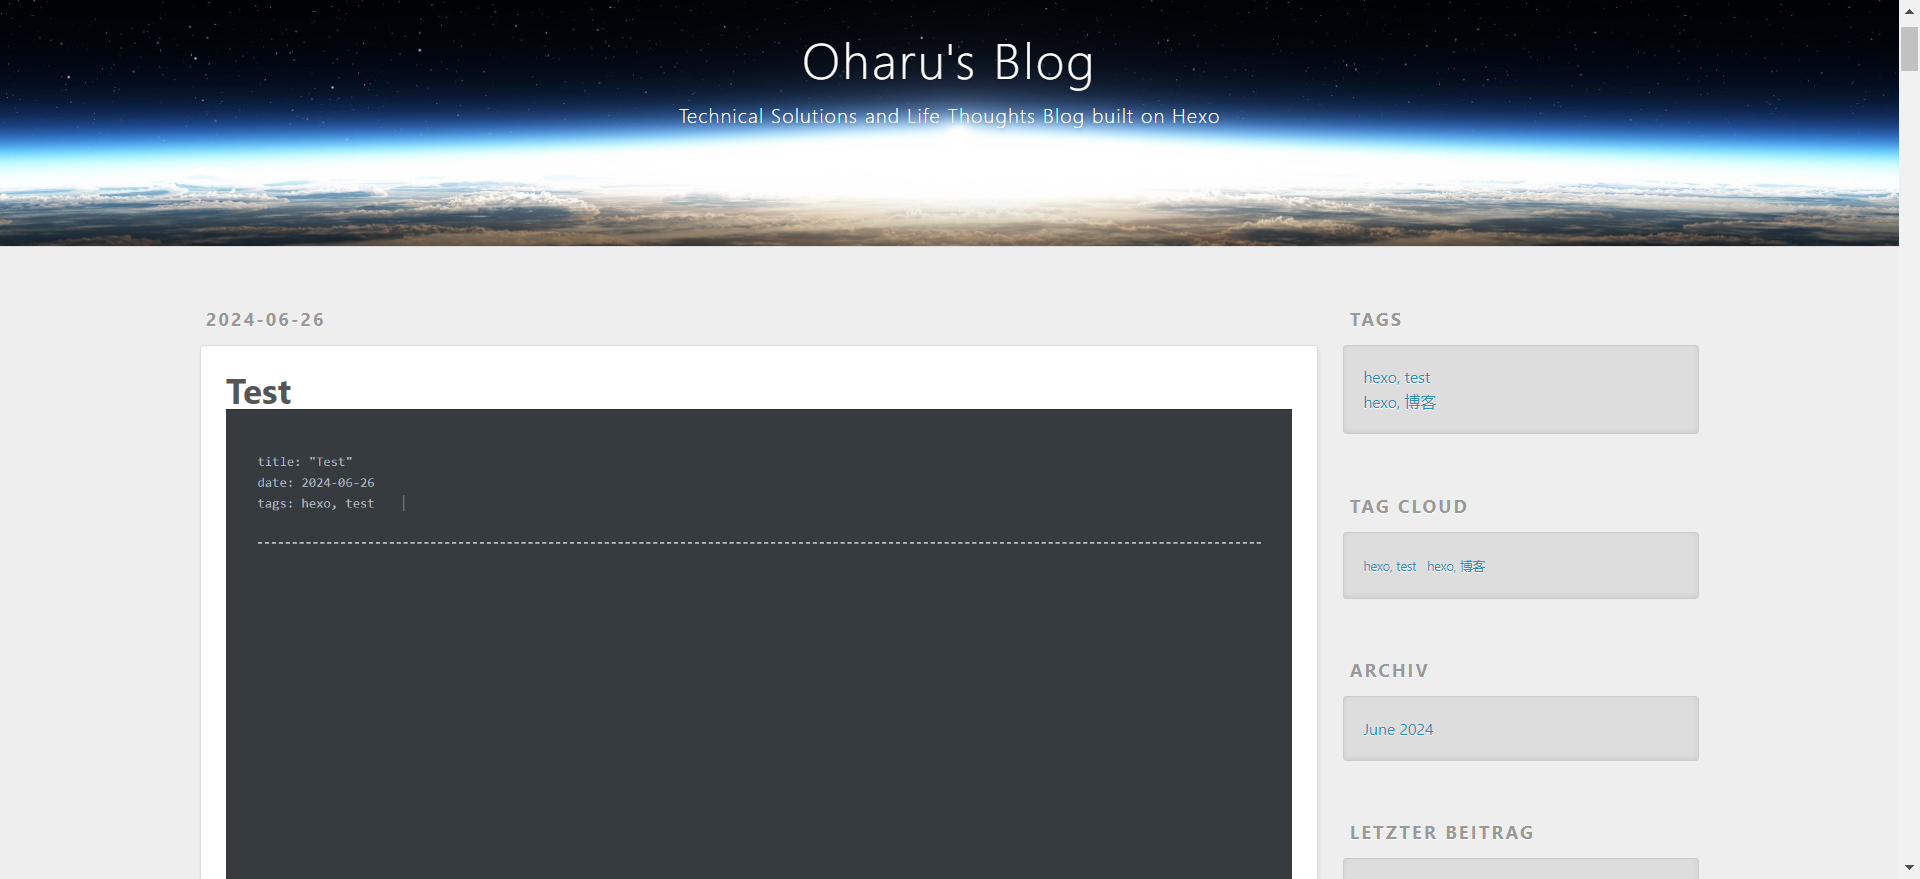 Oharu's Blog
Technical Solutions and Life Thoughts Blog built on Hexo
2024-06-26
Test
title: "Test"
date: 2024-06-26
tags: hexo, test
TAGS
hexo, test
hexo, 博客
TAG CLOUD
hexo, test hexo, 博客
ARCHIV
June 2024
LETZTER BEITRAG